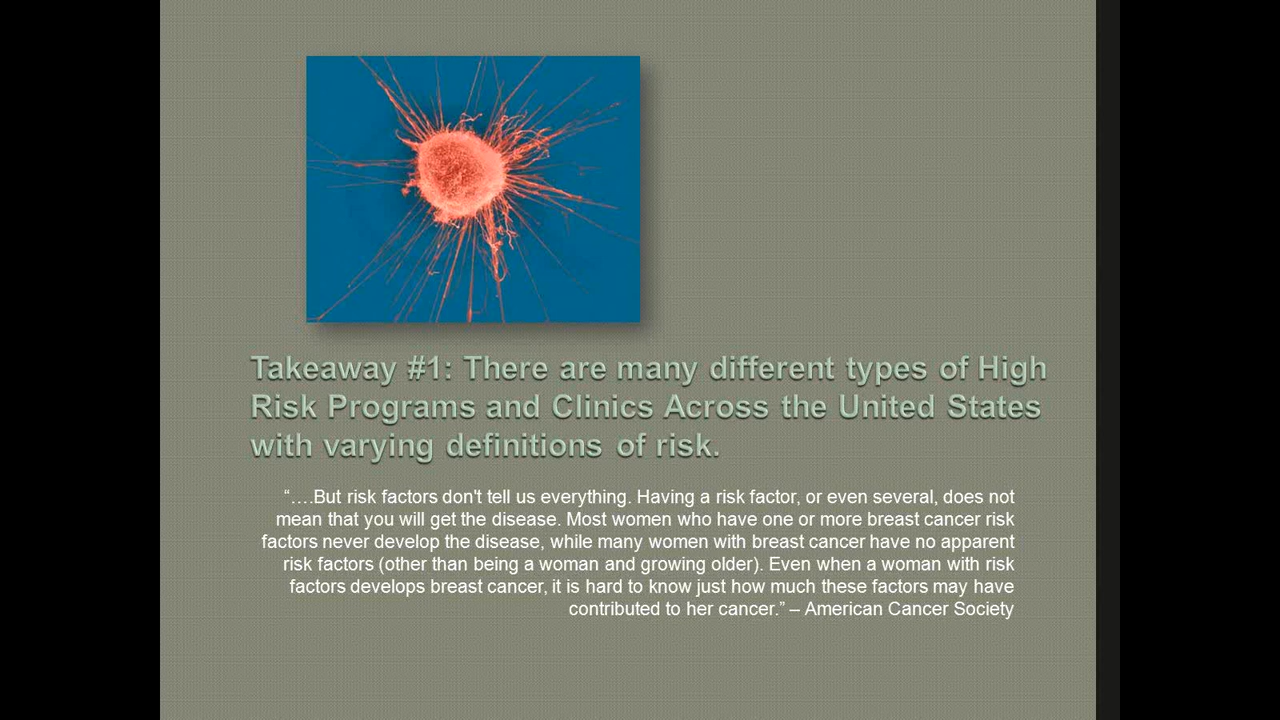 Takeaway #1: There are many different types of High
Risk Programs and Clinics Across the United States
with varying definitions of risk.
“….But risk factors don't tell us everything. Having a risk factor, or even several, does not
mean that you will get the disease. Most women who have one or more breast cancer risk
factors never develop the disease, while many women with breast cancer have no apparent
risk factors (other than being a woman and growing older). Even when a woman with risk
factors develops breast cancer, it is hard to know just how much these factors may have
contributed to her cancer.” – American Cancer Society